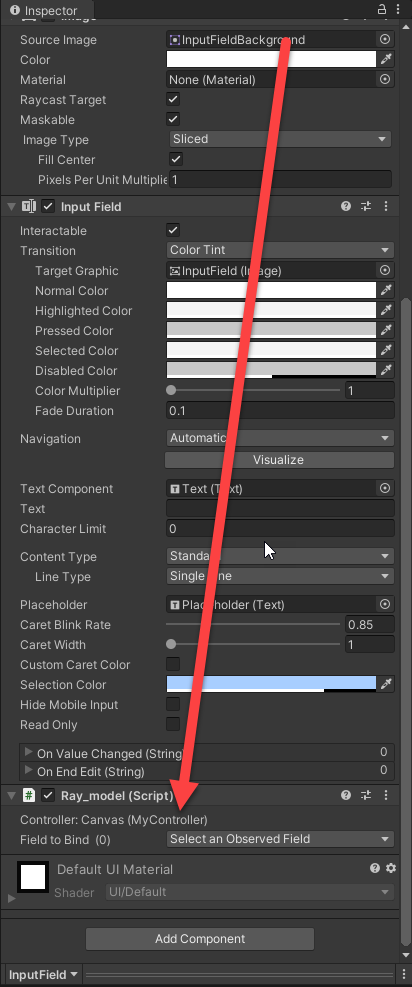 Inspector
Image
Source Image InputFieldBackground
Color
Material None (Material)
Raycast Target
Maskable
Image Type Sliced
Fill Center
Pixels Per Unit Multiplie 1
Input Field
Interactable
Transition Color Tint
Target Graphic InputField (Image)
Normal Color
Highlighted Color
Pressed Color
Selected Color
Disabled Color
Color Multiplier 1
Fade Duration 0.1
Navigation Automatic
Visualize
Text Component Text (Text)
Text
Character Limit 0
Content Type Standard
Line Type Single Line
Placeholder Placeholder (Text)
Caret Blink Rate 0.85
Caret Width 1
Custom Caret Color
Selection Color
Hide Mobile Input
Read Only
On Value Changed (String) 0
On End Edit (String) 0
# Ray_model (Script)
Controller: Canvas (MyController)
Field to Bind (0) Select an Observed Field
Default UI Material
Shader UI/Default
Add Component
InputField